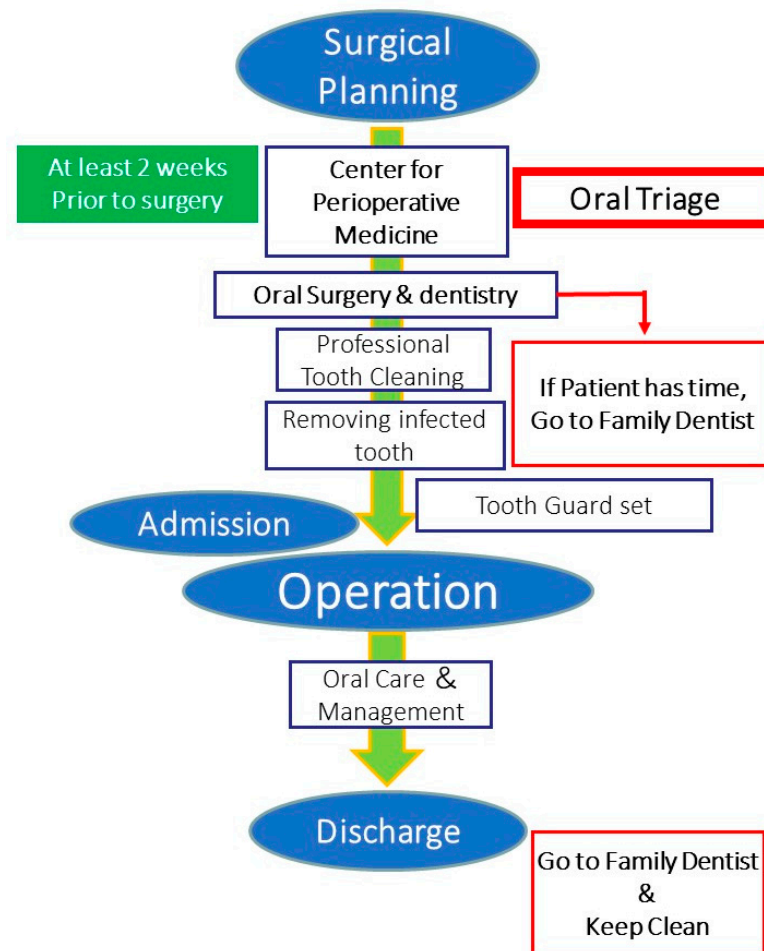 Surgical
Planning
At least 2 weeks
Prior to surgery
Center for
Perioperative
Medicine
Oral Triage
Oral Surgery & dentistry
Professional
Tooth Cleaning
If Patient has time,
Go to Family Dentist
Removing infected
tooth
Tooth Guard set
Admission
Operation
Oral Care &
Management
Discharge
Go to Family Dentist
&
Keep Clean